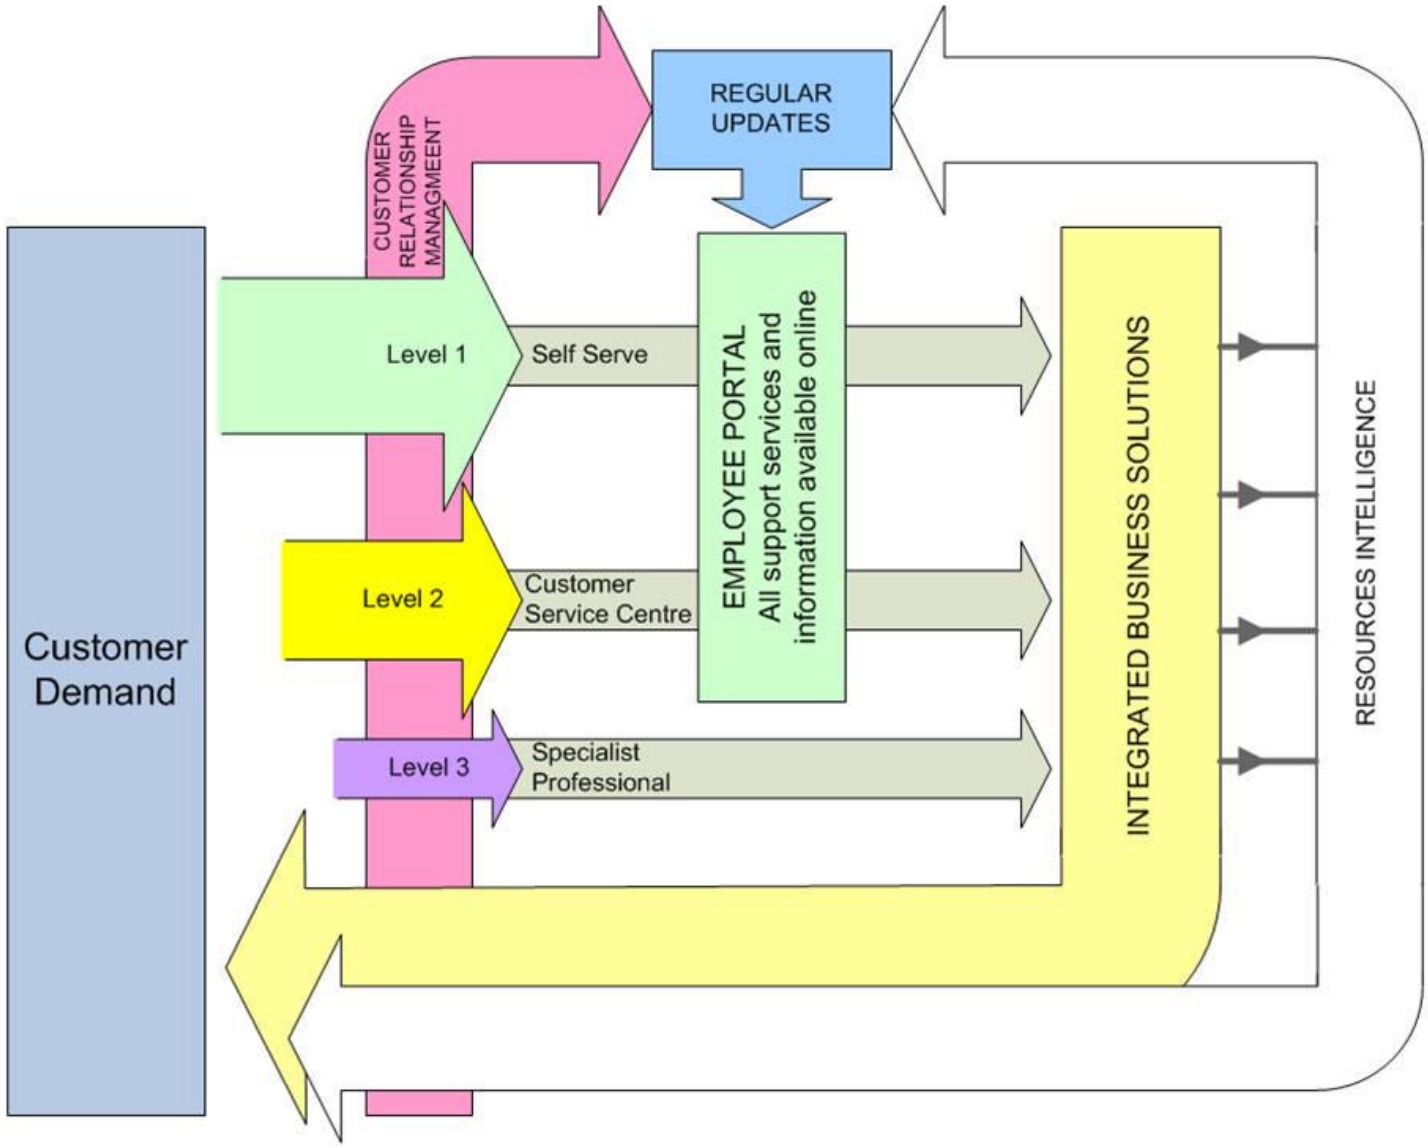 REGULAR
UPDATES
CUSTOMER
RELATIONSHIP
MANAGMEENT
Customer
Demand
Level 1
Self Serve
Level 2
Customer
Service Centre
Level 3
Specialist
Professional
EMPLOYEE PORTAL
All support services and
information available online
INTEGRATED BUSINESS SOLUTIONS
RESOURCES INTELLIGENCE